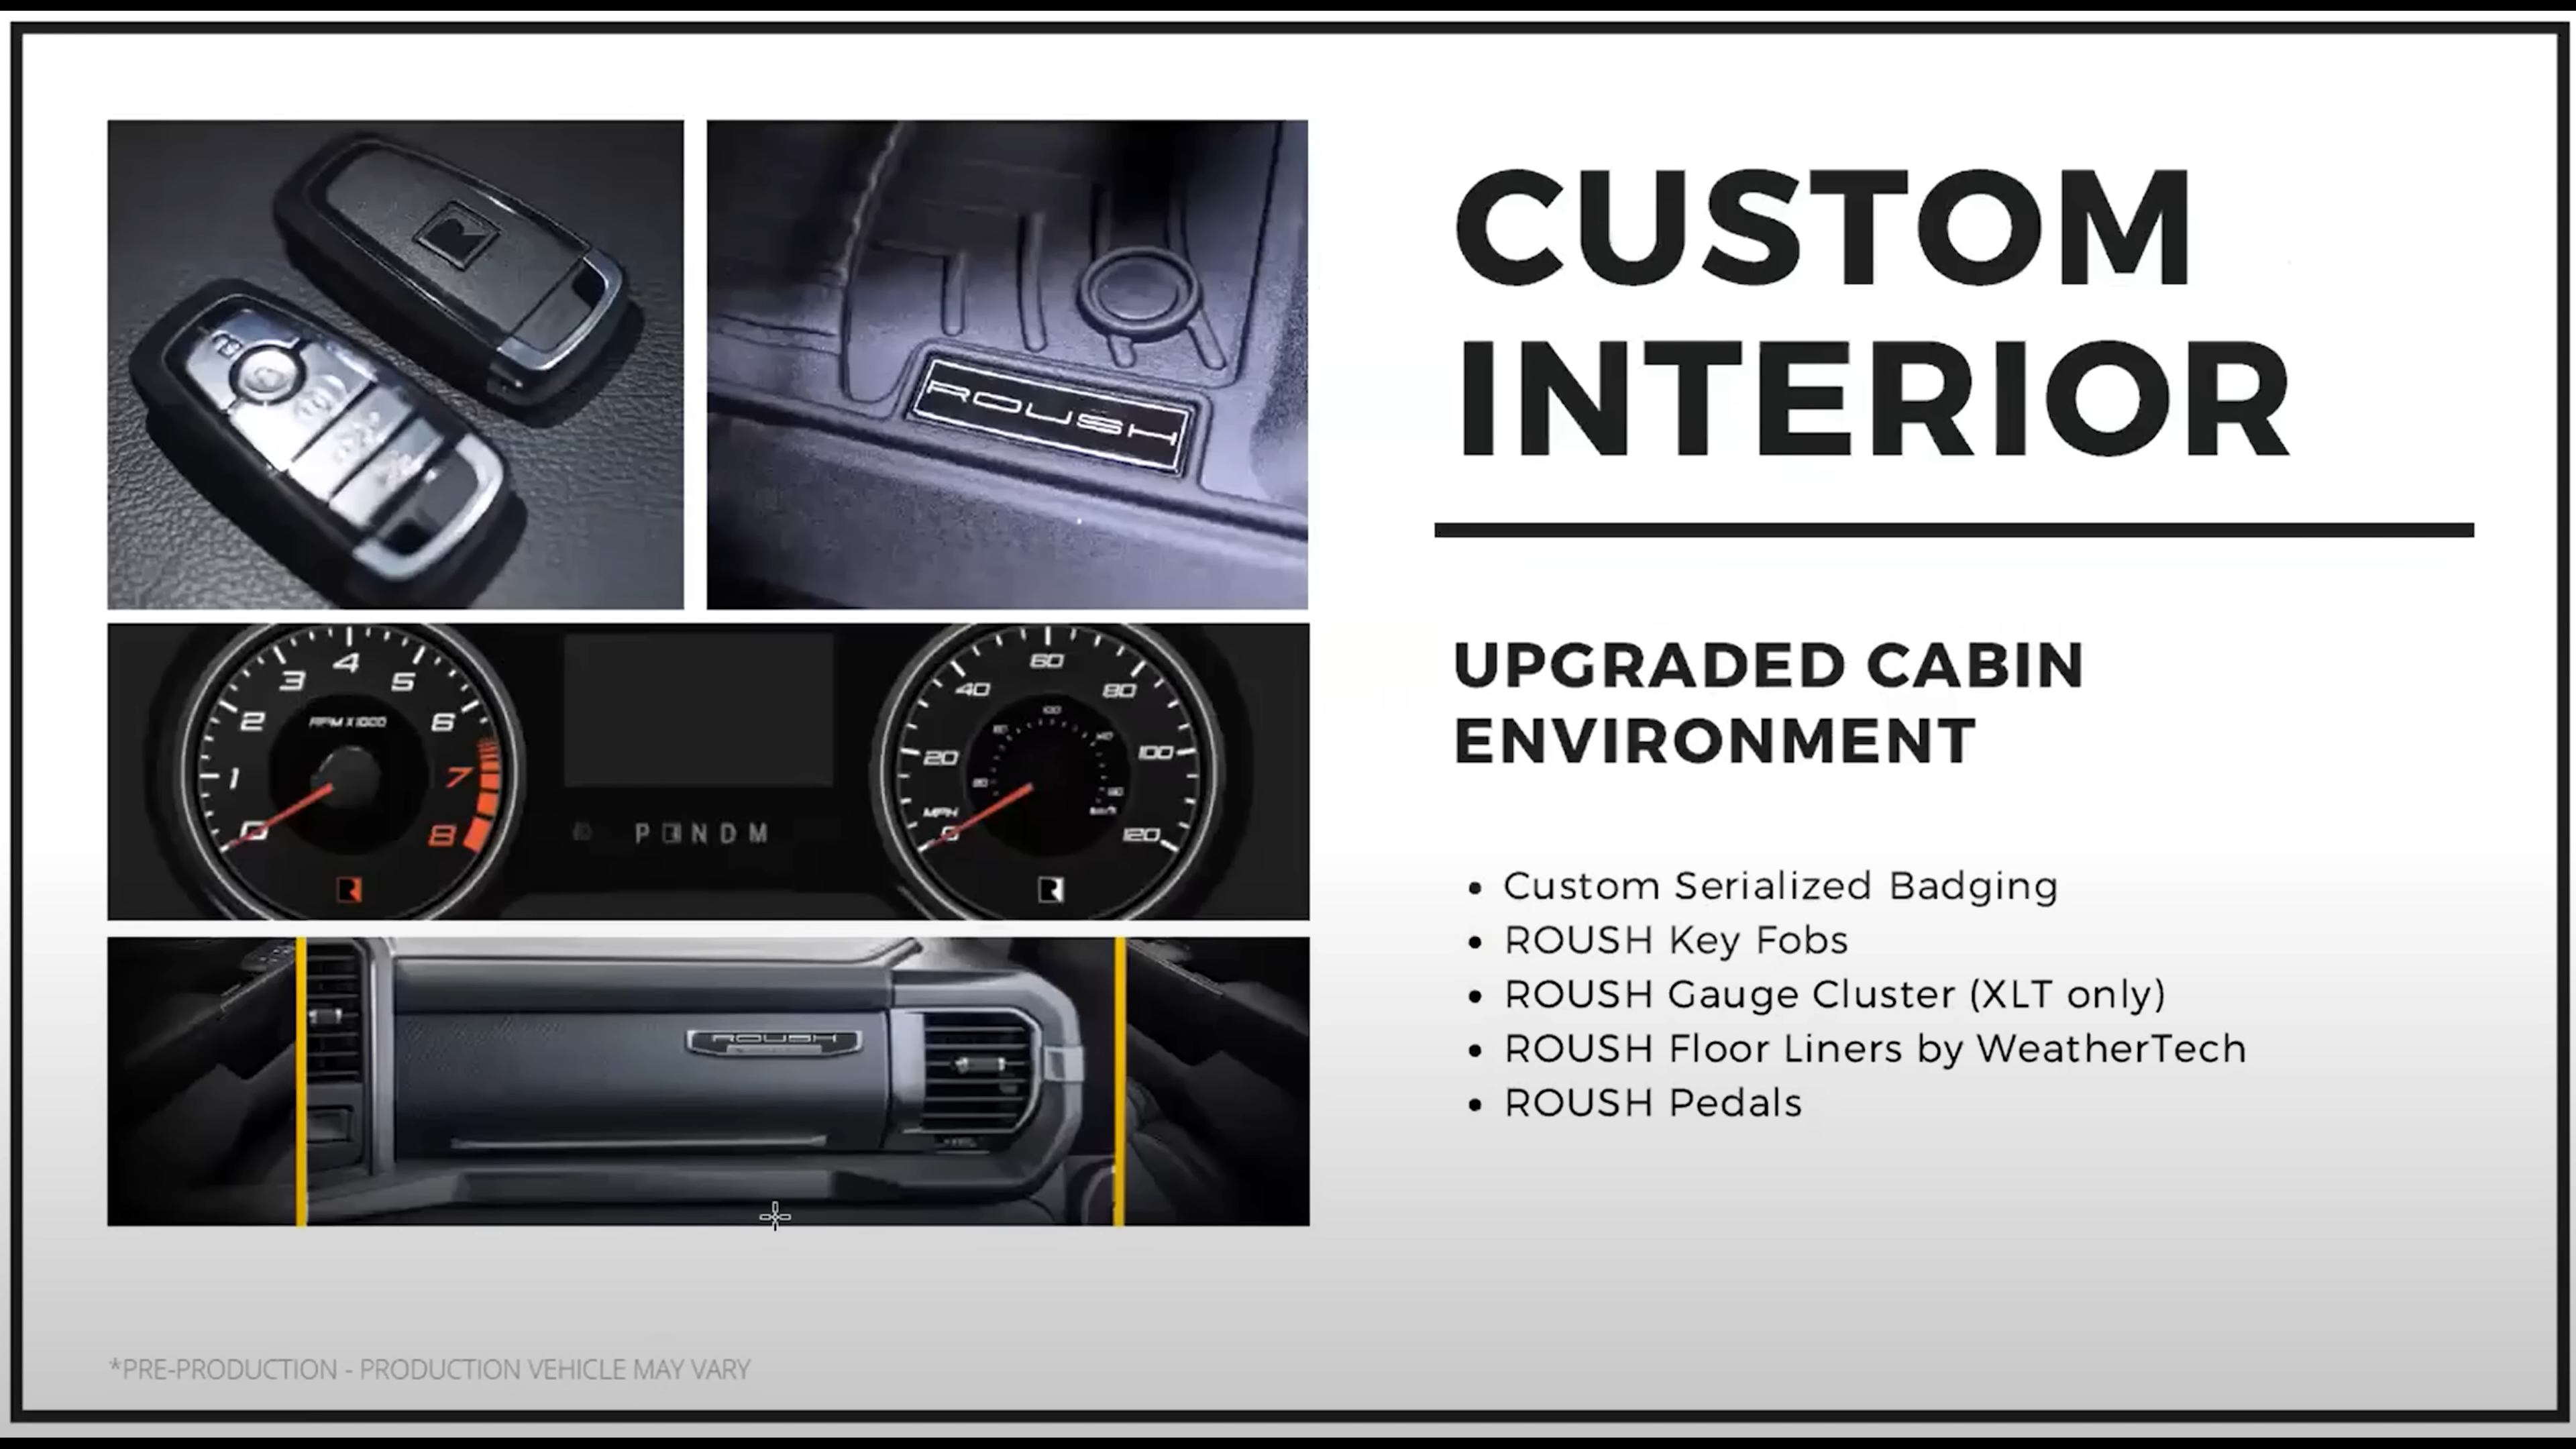 CUSTOM
INTERIOR
UPGRADED CABIN
ENVIRONMENT
• Custom Serialized Badging
• ROUSH Key Fobs
• ROUSH Gauge Cluster (XLT only)
• ROUSH Floor Liners by WeatherTech
• ROUSH Pedals
R
ROUSH
0 1 2 3 4 5 6 7 8
RPM X 1000
R
P R N D M
MPH
0 20 40 60 80 100 120
R
ROUSH
*PRE-PRODUCTION - PRODUCTION VEHICLE MAY VARY